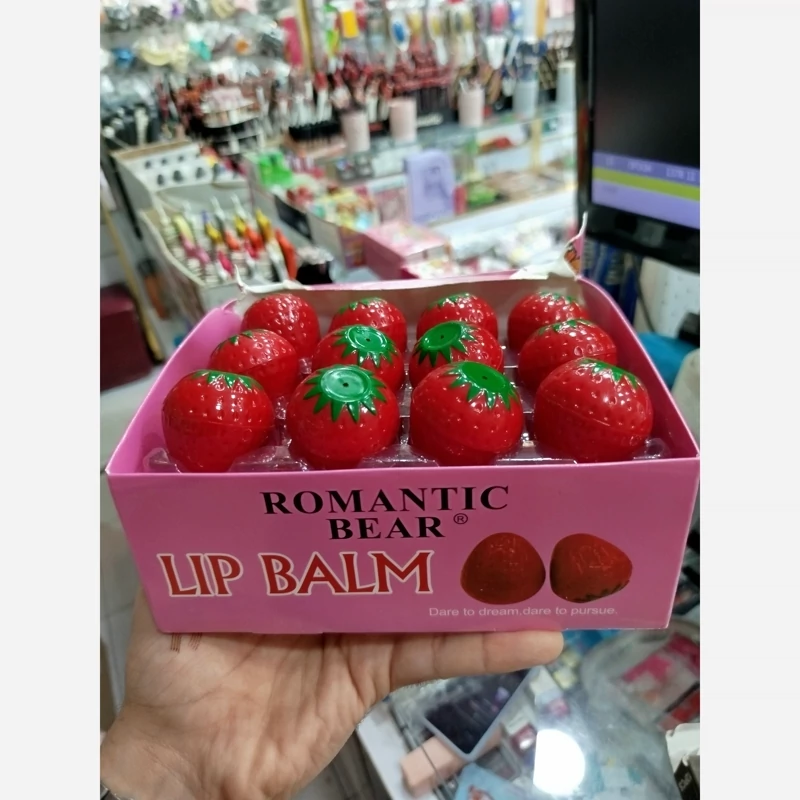 ROMANTIC
BEAR®
LIP BALM
Dare to dream.dare to pursue.